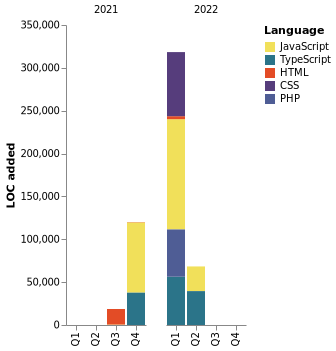 2021 2022
Language
JavaScript
TypeScript
HTML
CSS
PHP
LOC added
350,000
300,000
250,000
200,000
150,000
100,000
50,000
0
Q1 Q2 Q3 Q4 Q1 Q2 Q3 Q4